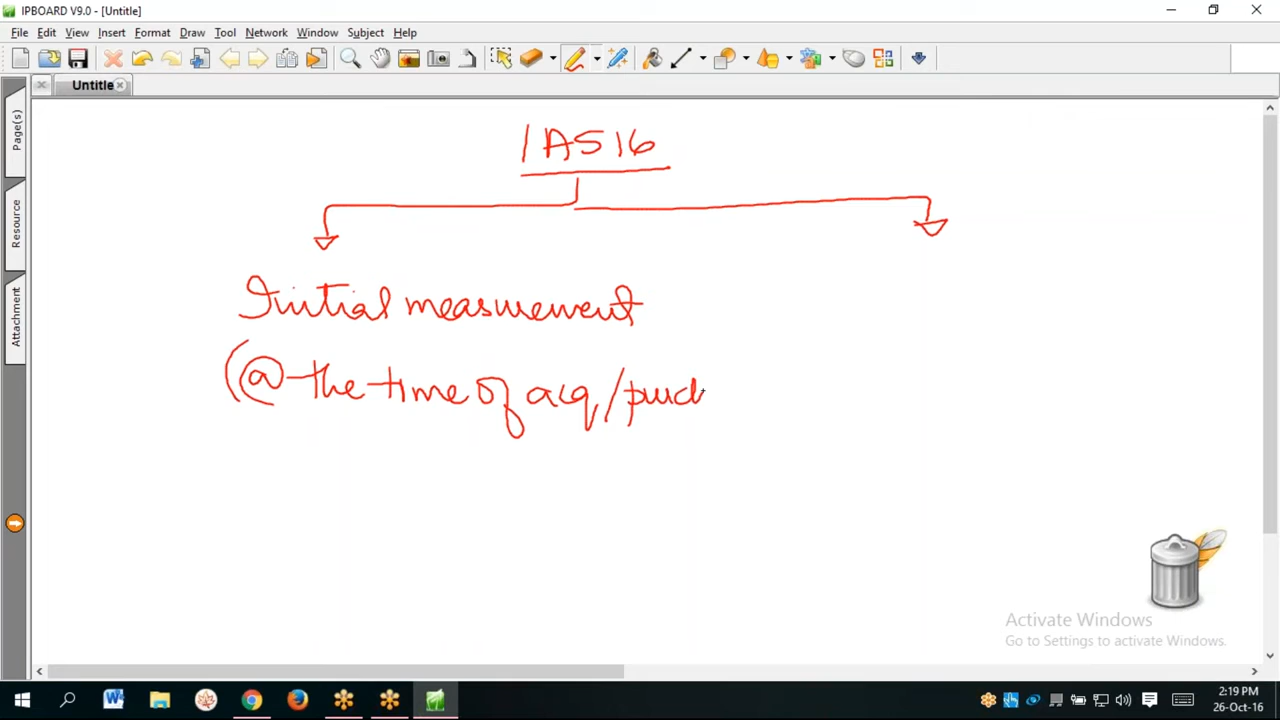 IPBOARD V9.0 - [Untitle]
File Edit View Insert Format Draw Tool Network Window Subject Help
Untitle
Page(s)
Resource
Attachment
IAS16
Initial measurement
(@ the time of acq/purc
Activate Windows
Go to Settings to activate Windows.
2:19 PM
26-Oct-16